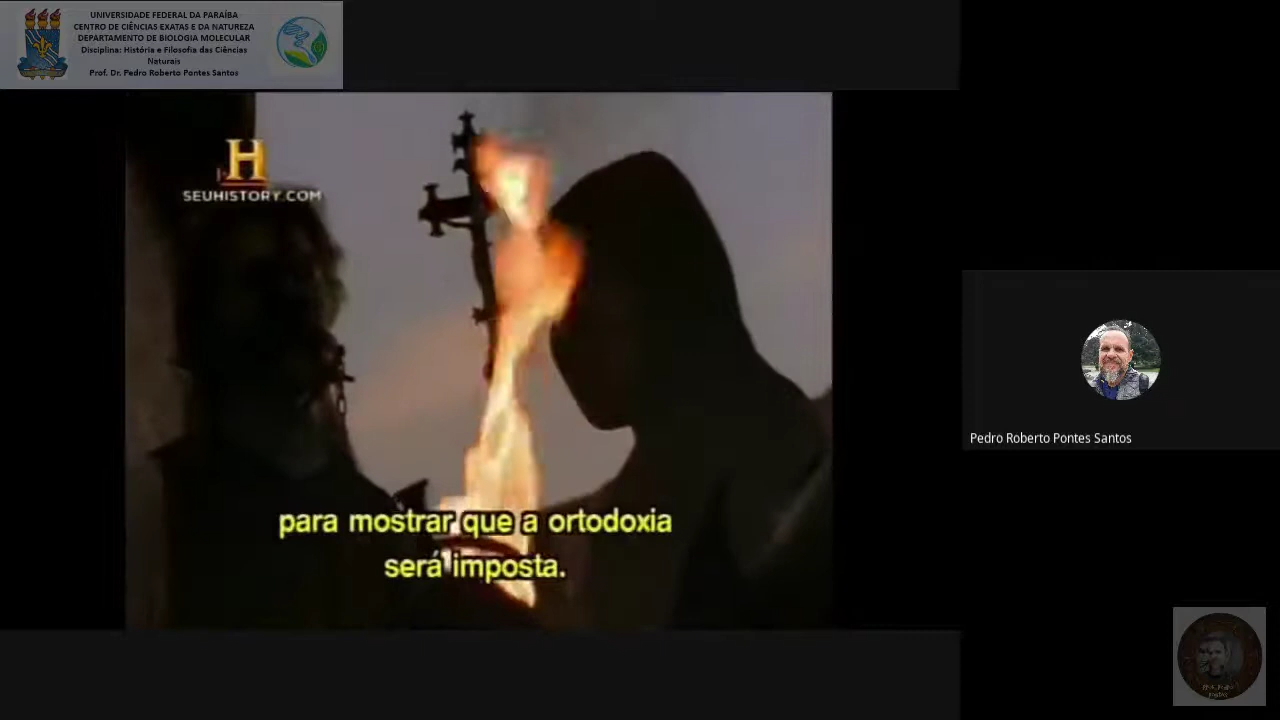 UNIVERSIDADE FEDERAL DA PARAÍBA
CENTRO DE CIÊNCIAS EXATAS E DA NATUREZA
DEPARTAMENTO DE BIOLOGIA MOLECULAR
Disciplina: História e Filosofia das Ciências
Naturais
Prof. Dr. Pedro Roberto Pontes Santos
H
SEUHISTORY.COM
para mostrar que a ortodoxia
será imposta.
Pedro Roberto Pontes Santos